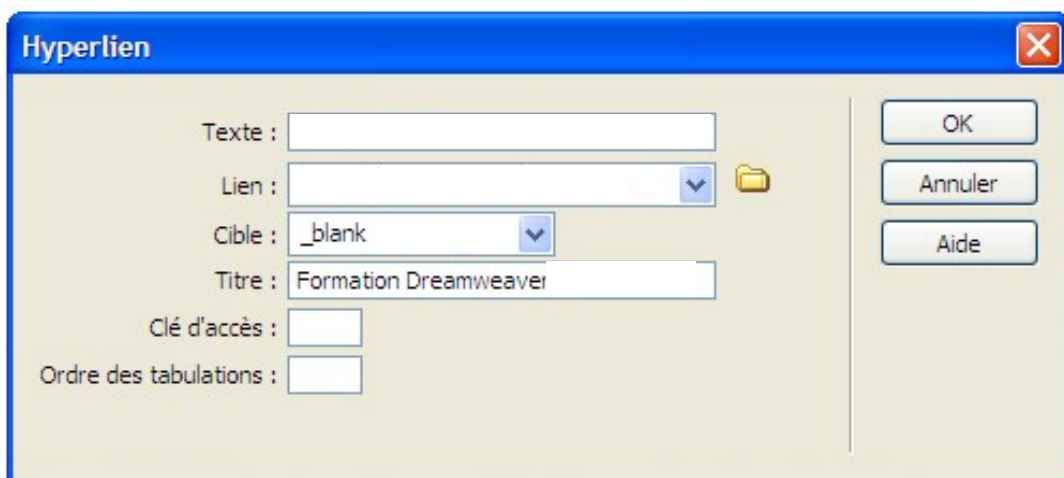 Hyperlien
Texte :
OK
Lien :
Annuler
Cible : _blank
Aide
Titre : Formation Dreamweaver
Clé d'accès :
Ordre des tabulations :